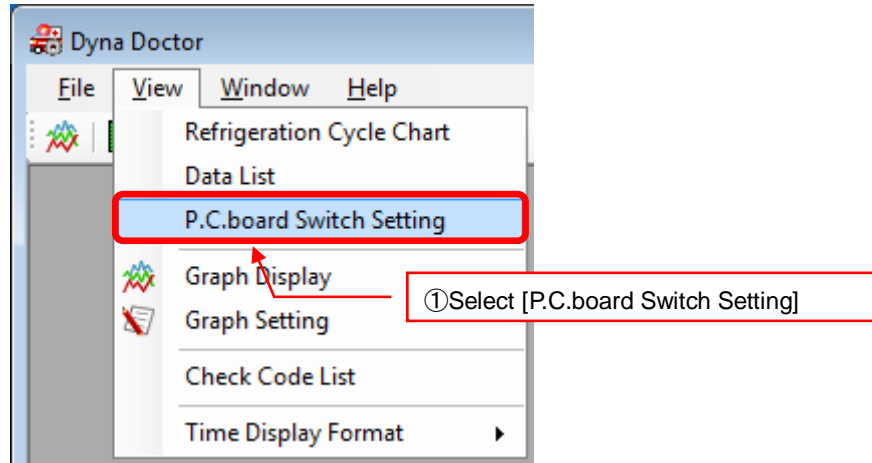 Dyna Doctor
File View Window Help
Refrigeration Cycle Chart
Data List
P.C.board Switch Setting
Graph Display
①Select [P.C.board Switch Setting]
Graph Setting
Check Code List
Time Display Format